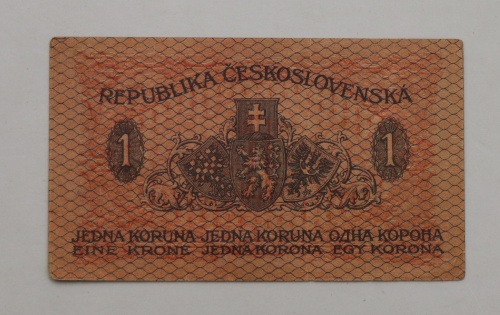 REPUBLIKA ČESKOSLOVENSKÁ
1 1
JEDNA KORUNA JEDNA KORUNA ОДНА КОРОНА
EINE KRONE JEDNA KORONA EGY KORONA